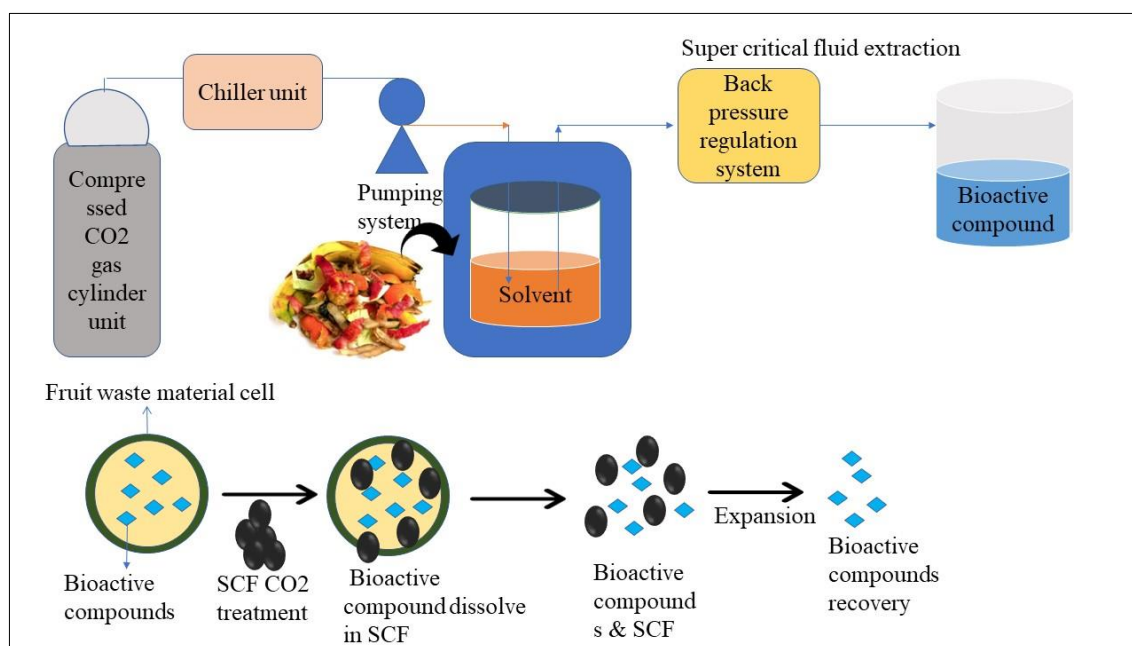 Super critical fluid extraction
Chiller unit
Back
pressure
regulation
system
Compre
ssed
CO2
gas
cylinder
unit
Pumping
system
Solvent
Bioactive
compound
Fruit waste material cell
Expansion
Bioactive
compounds
SCF CO2
treatment
Bioactive
compound dissolve
in SCF
Bioactive
compound
s & SCF
Bioactive
compounds
recovery